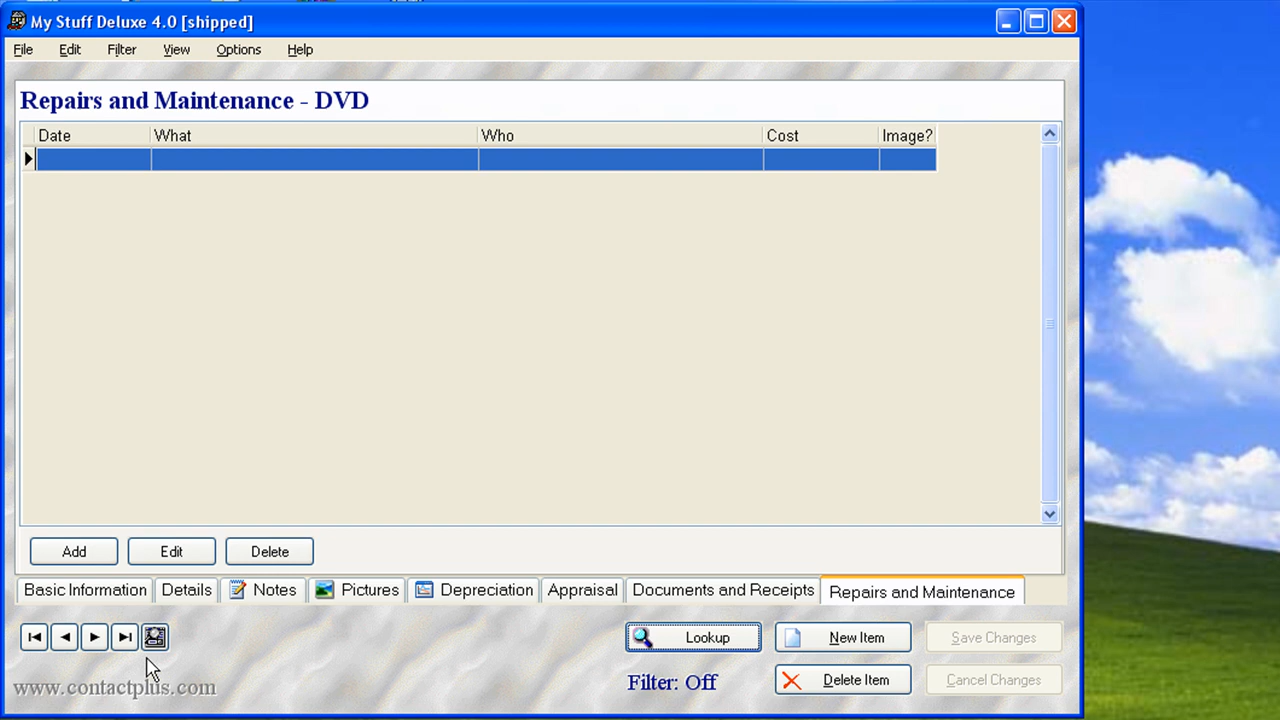 My Stuff Deluxe 4.0 [shipped]
File Edit Filter View Options Help
Repairs and Maintenance - DVD
Date What Who Cost Image?
Add Edit Delete
Basic Information Details Notes Pictures Depreciation Appraisal Documents and Receipts Repairs and Maintenance
Lookup New Item Save Changes
www.contactplus.com Filter: Off Delete Item Cancel Changes